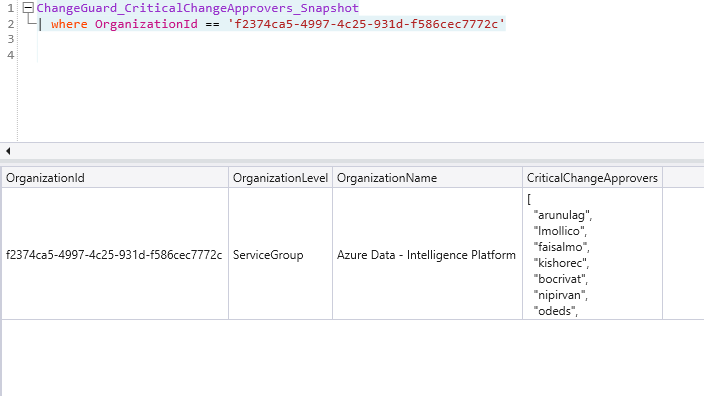 1 ChangeGuard_CriticalChangeApprovers_Snapshot
2 | where OrganizationId == 'f2374ca5-4997-4c25-931d-f586cec7772c'
3
4
OrganizationId OrganizationLevel OrganizationName CriticalChangeApprovers
f2374ca5-4997-4c25-931d-f586cec7772c ServiceGroup Azure Data - Intelligence Platform [
"arunulag",
"lmollico",
"faisalmo",
"kishorec",
"bocrivat",
"nipirvan",
"odeds",